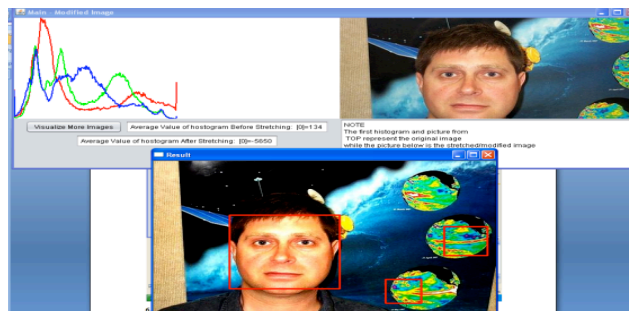 Main - Modified Image
Visualize More Images
Average Value of hostogram Before Stretching: |0|=134
Average Value of hostogram After Stretching: |0|=-5650
NOTE
The first histogram and picture from
TOP represent the original image
while the picture below is the stretched/modified image
Result